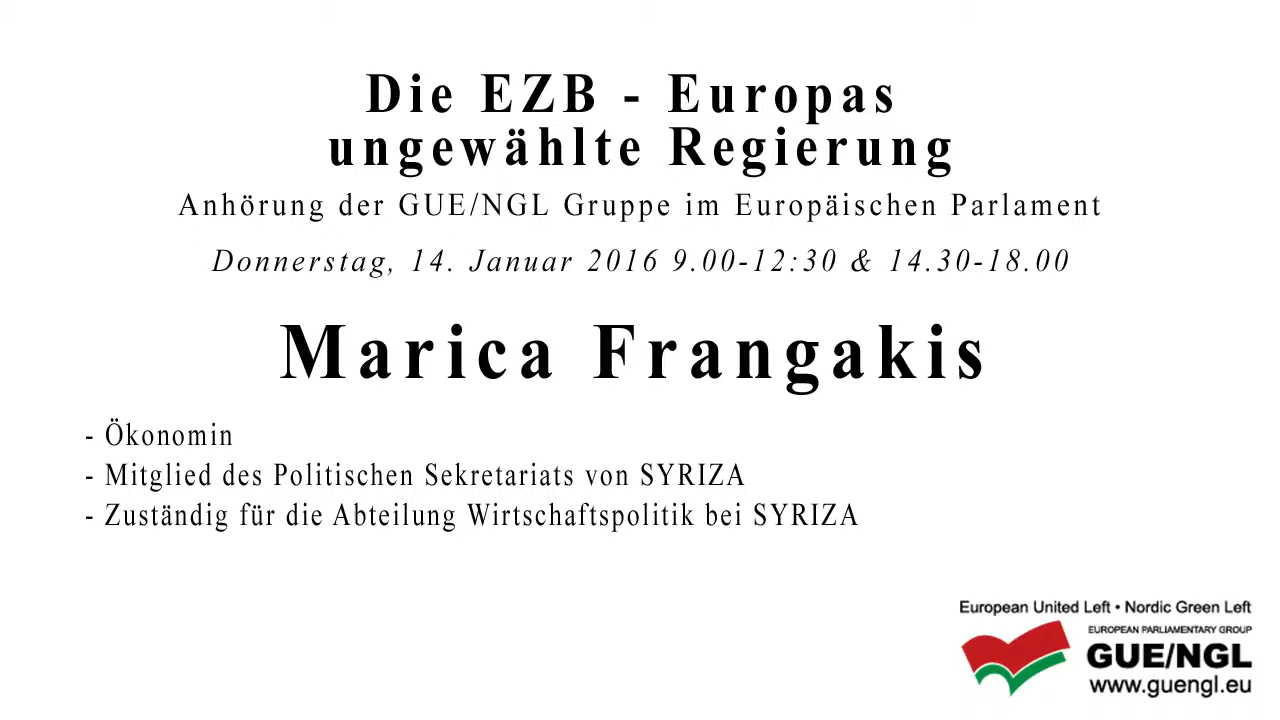 Die EZB - Europas
ungewählte Regierung
Anhörung der GUE/NGL Gruppe im Europäischen Parlament
Donnerstag, 14. Januar 2016 9.00-12:30 & 14.30-18.00
Marica Frangakis
- Ökonomin
- Mitglied des Politischen Sekretariats von SYRIZA
- Zuständig für die Abteilung Wirtschaftspolitik bei SYRIZA
European United Left • Nordic Green Left
EUROPEAN PARLIAMENTARY GROUP
GUE/NGL
www.guengl.eu